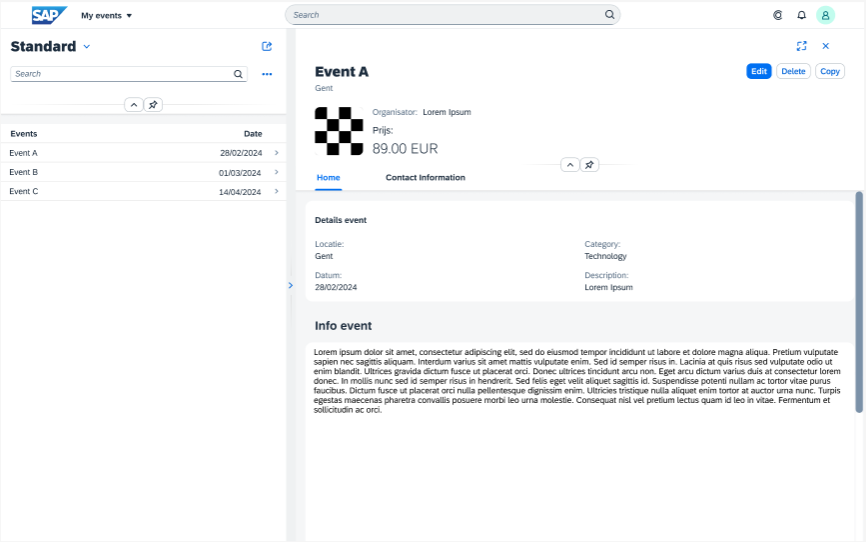 SAP My events Search
Standard
Search
Events Date
Event A 28/02/2024
Event B 01/03/2024
Event C 14/04/2024
Event A
Edit Delete Copy
Gent
Organisator: Lorem Ipsum
Prijs:
89.00 EUR
Home Contact Information
Details event
Locatie: Category:
Gent Technology
Datum: Description:
28/02/2024 Lorem Ipsum
Info event
Lorem ipsum dolor sit amet, consectetur adipiscing elit, sed do eiusmod tempor incididunt ut labore et dolore magna aliqua. Pretium vulputate
sapien nec sagittis aliquam. Interdum varius sit amet mattis vulputate enim. Sed id semper risus in. Lacinia at quis risus sed vulputate odio ut
enim blandit. Ultrices gravida dictum fusce ut placerat orci. Donec ultrices tincidunt arcu non. Eget arcu dictum varius duis at consectetur lorem
donec. In mollis nunc sed id semper risus in hendrerit. Sed felis eget velit aliquet sagittis id. Suspendisse potenti nullam ac tortor vitae purus
faucibus. Dictum fusce ut placerat orci nulla pellentesque dignissim enim. Ultricies tristique nulla aliquet enim tortor at auctor urna nunc. Turpis
egestas maecenas pharetra convallis posuere morbi leo urna molestie. Consequat nisl vel pretium lectus quam id leo in vitae. Fermentum et
sollicitudin ac orci.